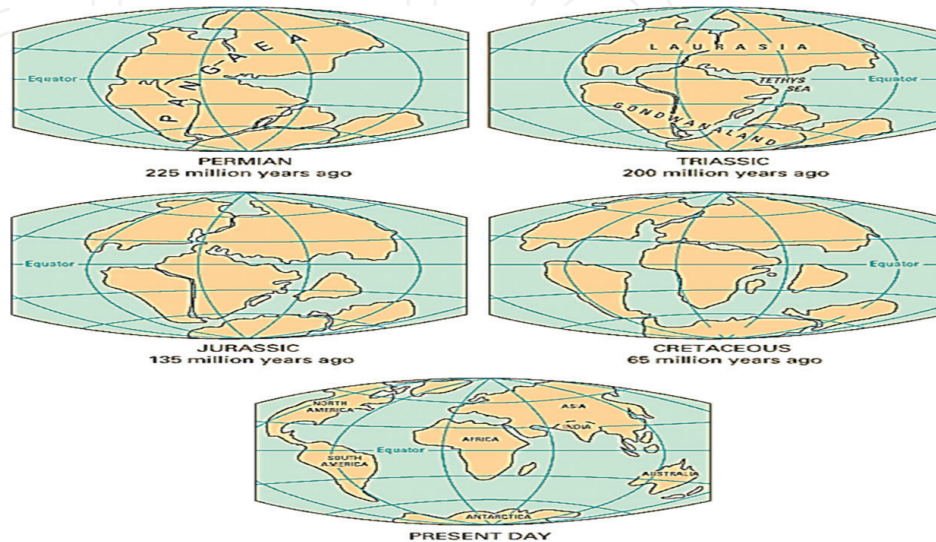 PANGAEA
Equator
PERMIAN
225 million years ago
LAURASIA
TETHYS
SEA
Equator
GONDWANALAND
TRIASSIC
200 million years ago
Equator
JURASSIC
135 million years ago
Equator
CRETACEOUS
65 million years ago
NORTH
AMERICA
ASIA
INDIA
AFRICA
Equator
SOUTH
AMERICA
AUSTRALIA
ANTARCTICA
PRESENT DAY